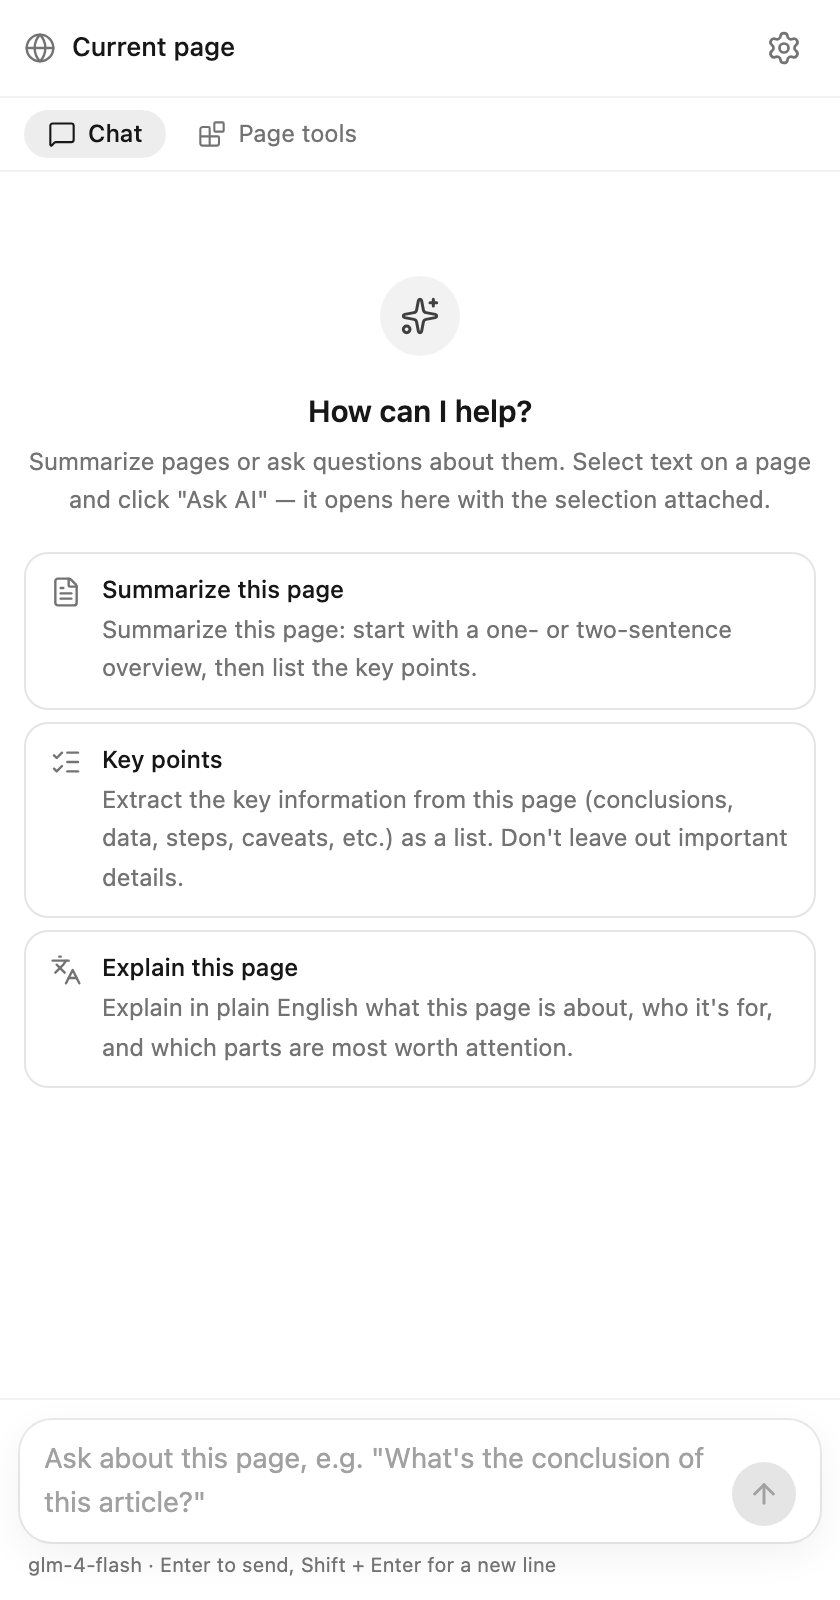 Current page
Chat
Page tools
How can I help?
Summarize pages or ask questions about them. Select text on a page
and click "Ask AI" — it opens here with the selection attached.
Summarize this page
Summarize this page: start with a one- or two-sentence
overview, then list the key points.
Key points
Extract the key information from this page (conclusions,
data, steps, caveats, etc.) as a list. Don't leave out important
details.
Explain this page
Explain in plain English what this page is about, who it's for,
and which parts are most worth attention.
Ask about this page, e.g. "What's the conclusion of
this article?"
glm-4-flash · Enter to send, Shift + Enter for a new line